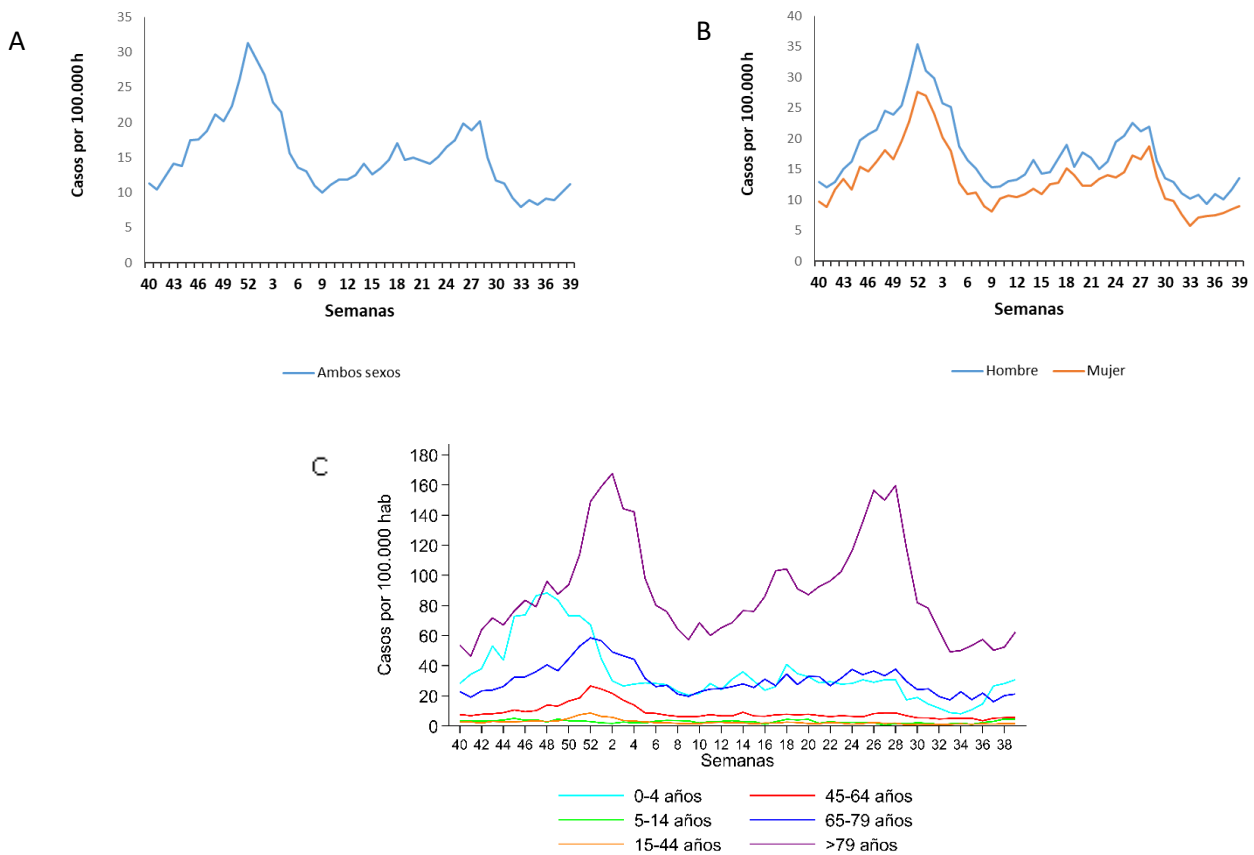 A
Casos por 100.000 h
35
30
25
20
15
10
5
0
40 43 46 49 52 3 6 9 12 15 18 21 24 27 30 33 36 39
Semanas
Ambos sexos
B
Casos por 100.000 h
40
35
30
25
20
15
10
5
0
40 43 46 49 52 3 6 9 12 15 18 21 24 27 30 33 36 39
Semanas
Hombre Mujer
C
Casos por 100.000 hab
180
160
140
120
100
80
60
40
20
0
40 42 44 46 48 50 52 2 4 6 8 10 12 14 16 18 20 22 24 26 28 30 32 34 36 38
Semanas
0-4 años 45-64 años
5-14 años 65-79 años
15-44 años >79 años